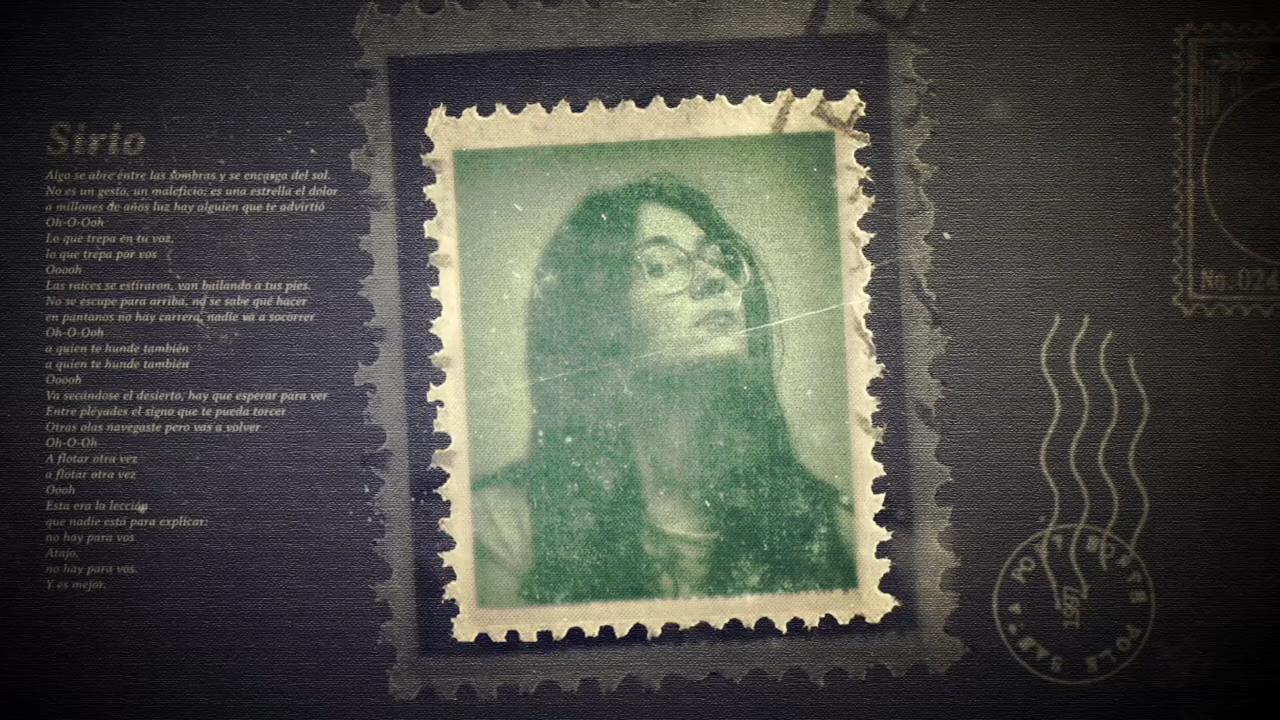 Sirio
Algo se abre entre las sombras y se encarga del sol.
No es un gesto, un maleficio; es una estrella el dolor
a millones de años luz hay alguien que te advirtió
Oh-O-Ooh
Lo que trepa en tu voz,
lo que trepa por vos
Ooooh
Las raíces se estiraron, van bailando a tus pies.
No se escupe para arriba, no se sabe qué hacer
en pantanos no hay carrera, nadie va a socorrer
Oh-O-Ooh
a quien te hunde también
a quien te hunde también
Ooooh
Va secándose el desierto, hay que esperar para ver
Entre pléyades el signo que te pueda torcer
Otras olas navegaste pero vas a volver
Oh-O-Oh
A flotar otra vez
a flotar otra vez
Oooh
Esta era la lección
que nadie está para explicar:
no hay para vos
Atajo,
no hay para vos.
Y es mejor.
No. 024
1997